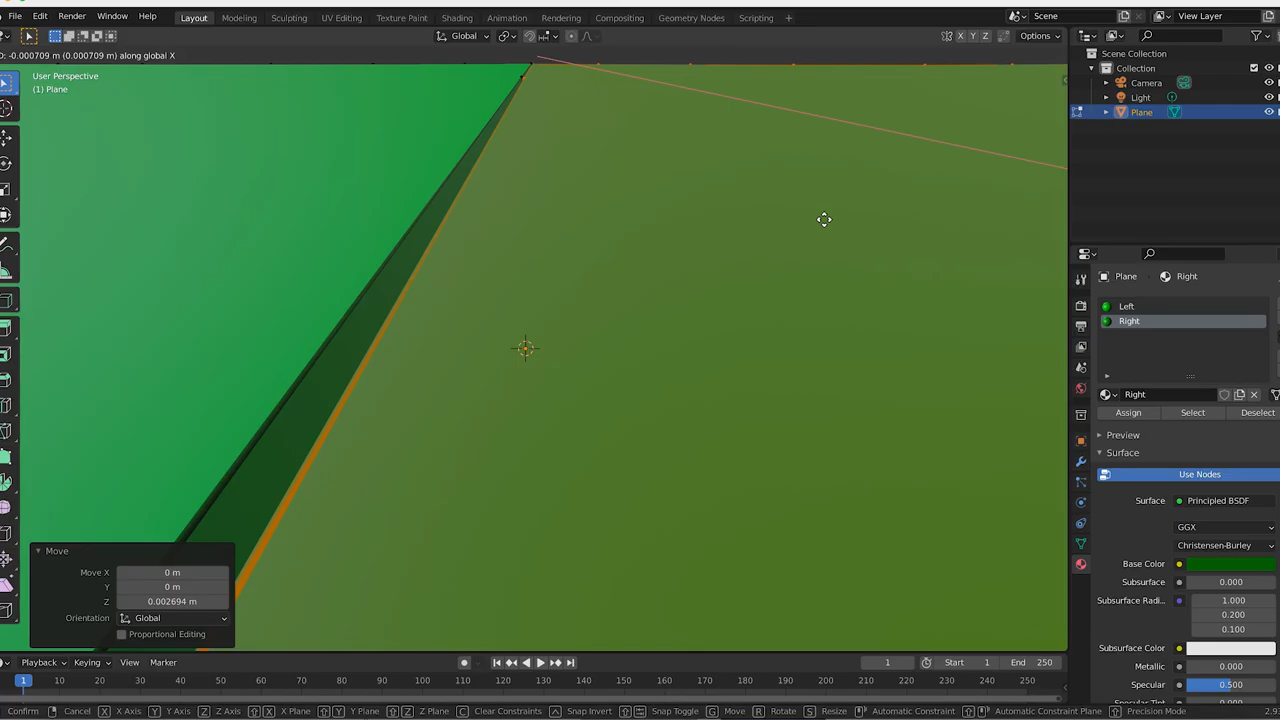 File Edit Render Window Help Layout Modeling Sculpting UV Editing Texture Paint Shading Animation Rendering Compositing Geometry Nodes Scripting + Scene View Layer
Global X Y Z Options
D: -0.000709 m (0.000709 m) along global X
User Perspective
(1) Plane
Scene Collection
Collection
Camera
Light
Plane
Plane Right
Left
Right
Right
Assign Select Deselect
Preview
Surface
Use Nodes
Surface Principled BSDF
GGX
Christensen-Burley
Base Color
Subsurface 0.000
Subsurface Radi... 1.000
0.200
0.100
Subsurface Color
Metallic 0.000
Specular 0.500
Move
Move X 0 m
Y 0 m
Z 0.002694 m
Orientation Global
Proportional Editing
Playback Keying View Marker 1 Start 1 End 250
1 10 20 30 40 50 60 70 80 90 100 110 120 130 140 150 160 170 180 190 200 210 220 230 240 250
Confirm Cancel X X Axis Y Y Axis Z Z Axis X X Plane Y Y Plane Z Z Plane C Clear Constraints Snap Invert Snap Toggle G Move R Rotate S Resize Automatic Constraint Automatic Constraint Plane Precision Mode